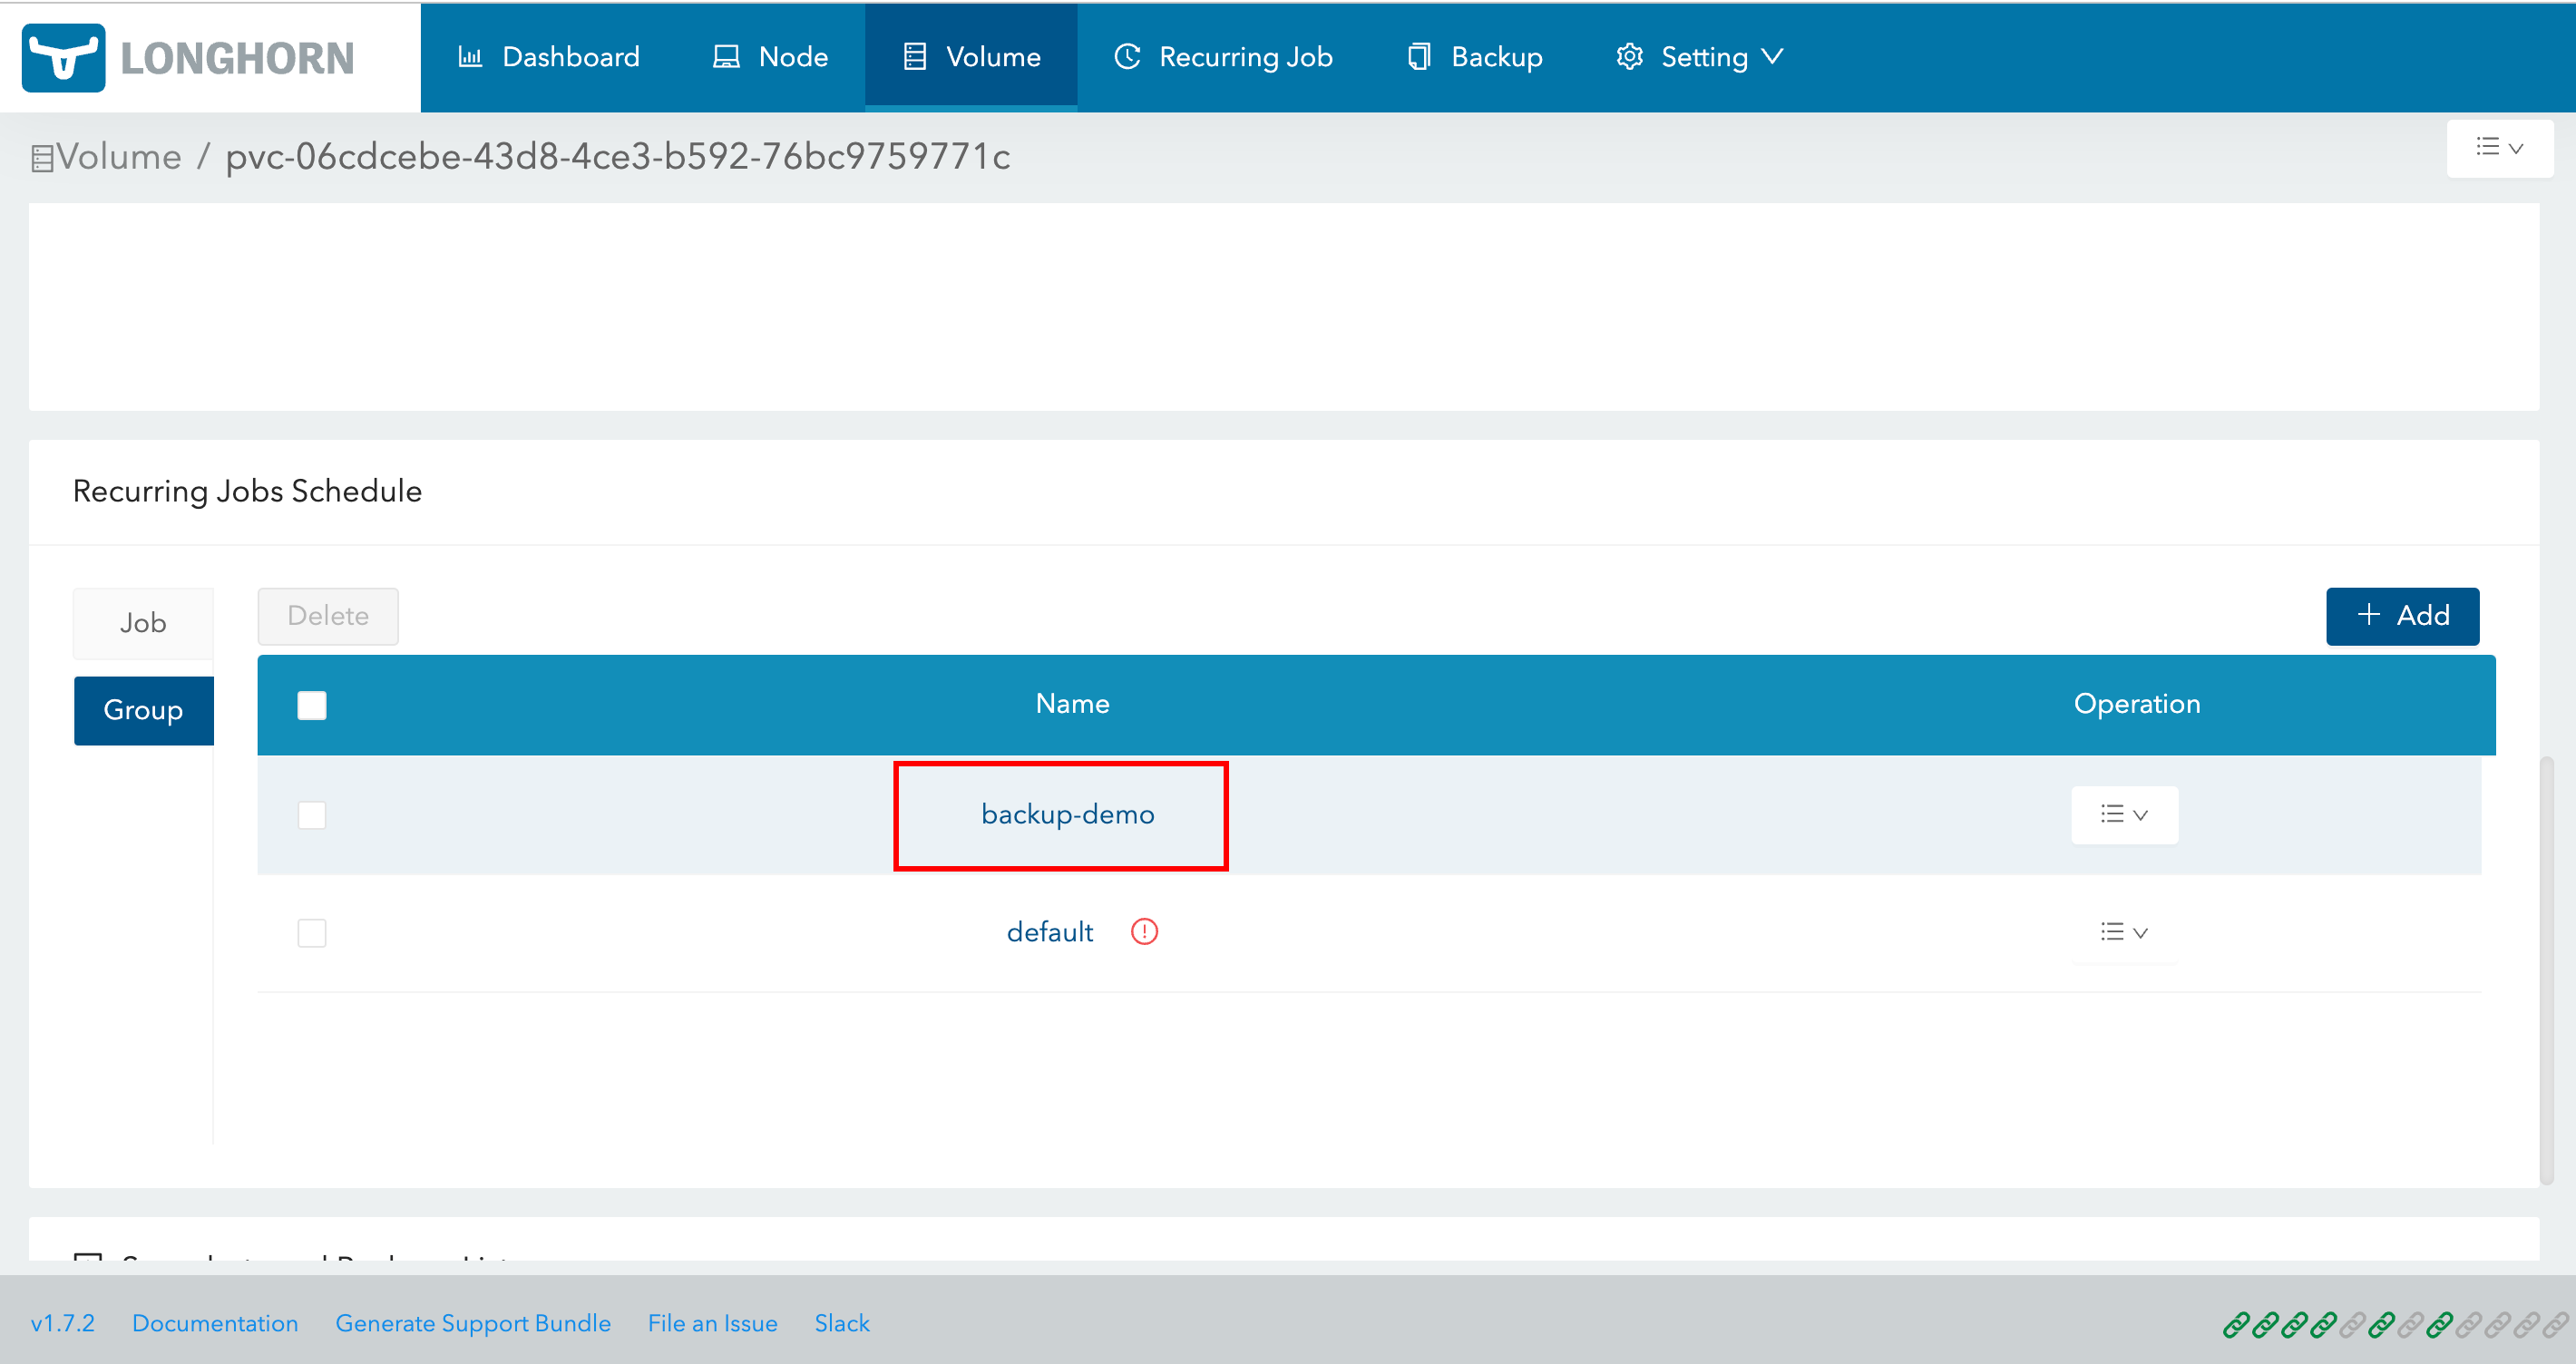 LONGHORN
Dashboard
Node
Volume
Recurring Job
Backup
Setting
Volume / pvc-06cdcebe-43d8-4ce3-b592-76bc9759771c
Recurring Jobs Schedule
Job
Delete
+ Add
Group
Name
Operation
backup-demo
default
v1.7.2
Documentation
Generate Support Bundle
File an Issue
Slack